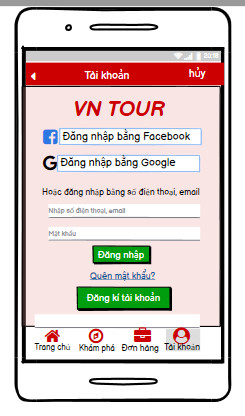 Tài khoản hủy
VN TOUR
Đăng nhập bằng Facebook
Đăng nhập bằng Google
Hoặc đăng nhập bằng số điện thoại, email
Nhập số điện thoại, email
Mật khẩu
Đăng nhập
Quên mật khẩu?
Đăng kí tài khoản
Trang chủ Khám phá Đơn hàng Tài khoản